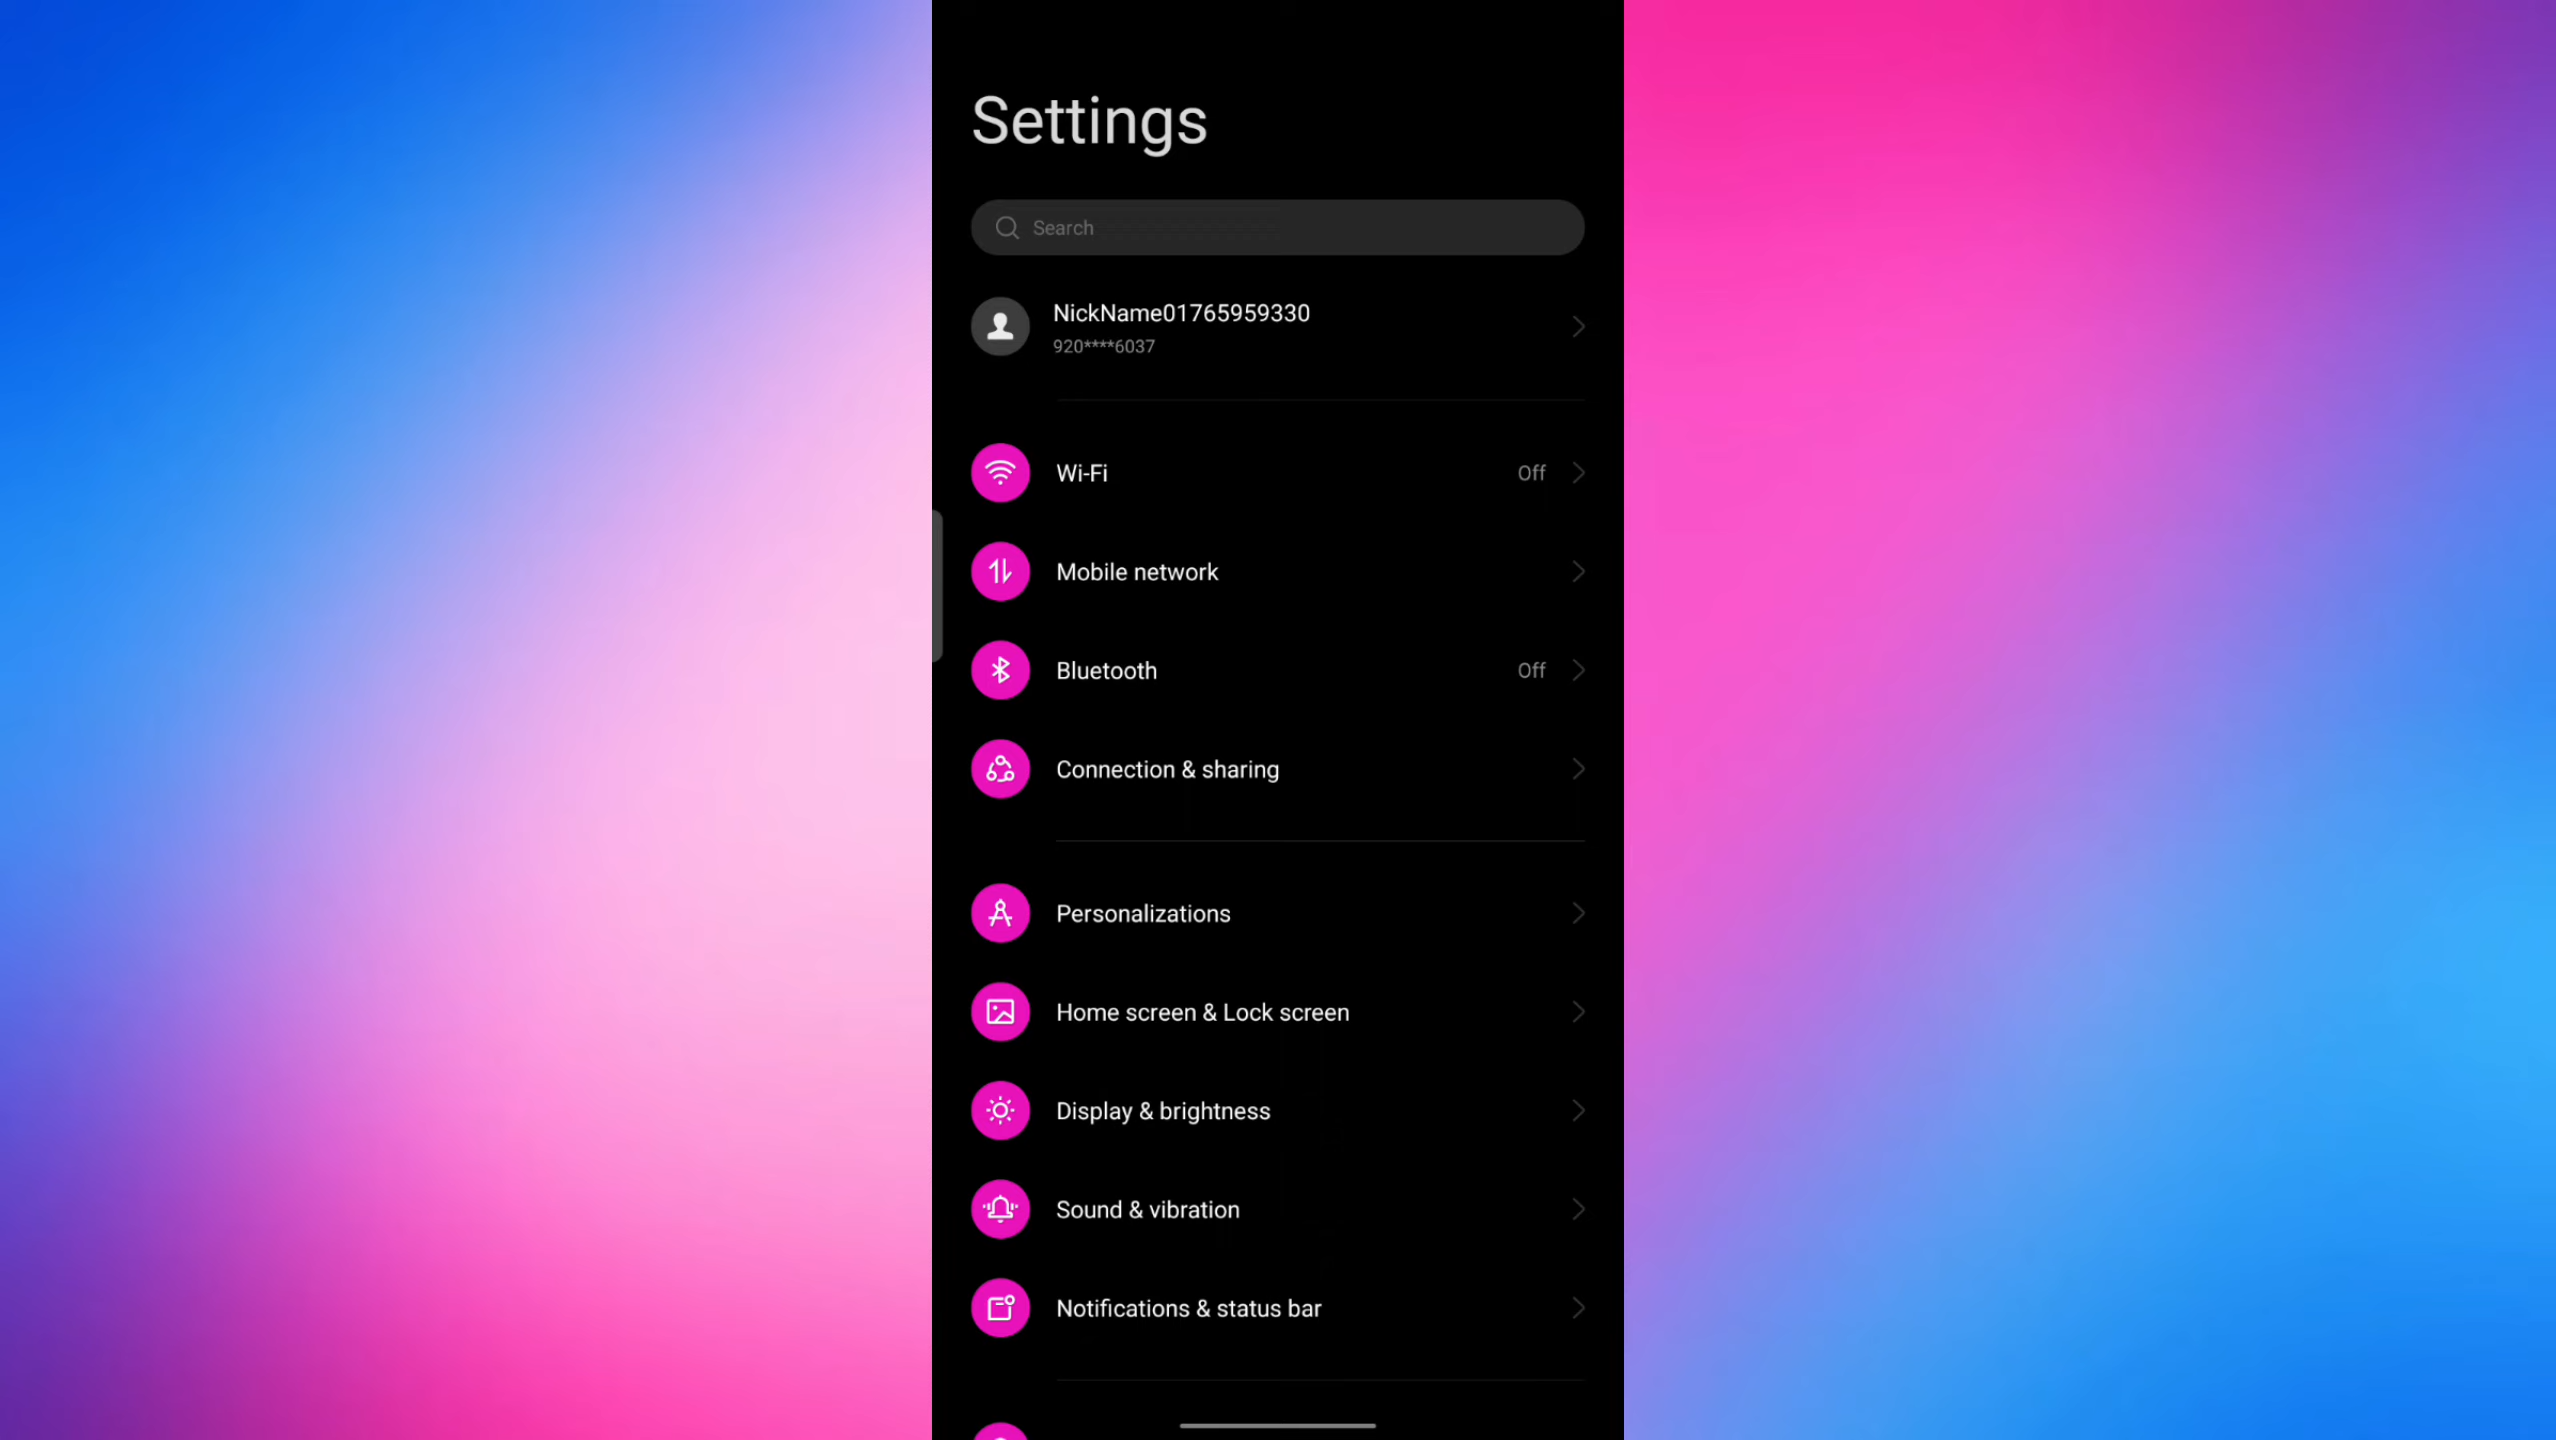 Settings
Search
NickName01765959330
920****6037
Wi-Fi Off
Mobile network
Bluetooth Off
Connection & sharing
Personalizations
Home screen & Lock screen
Display & brightness
Sound & vibration
Notifications & status bar